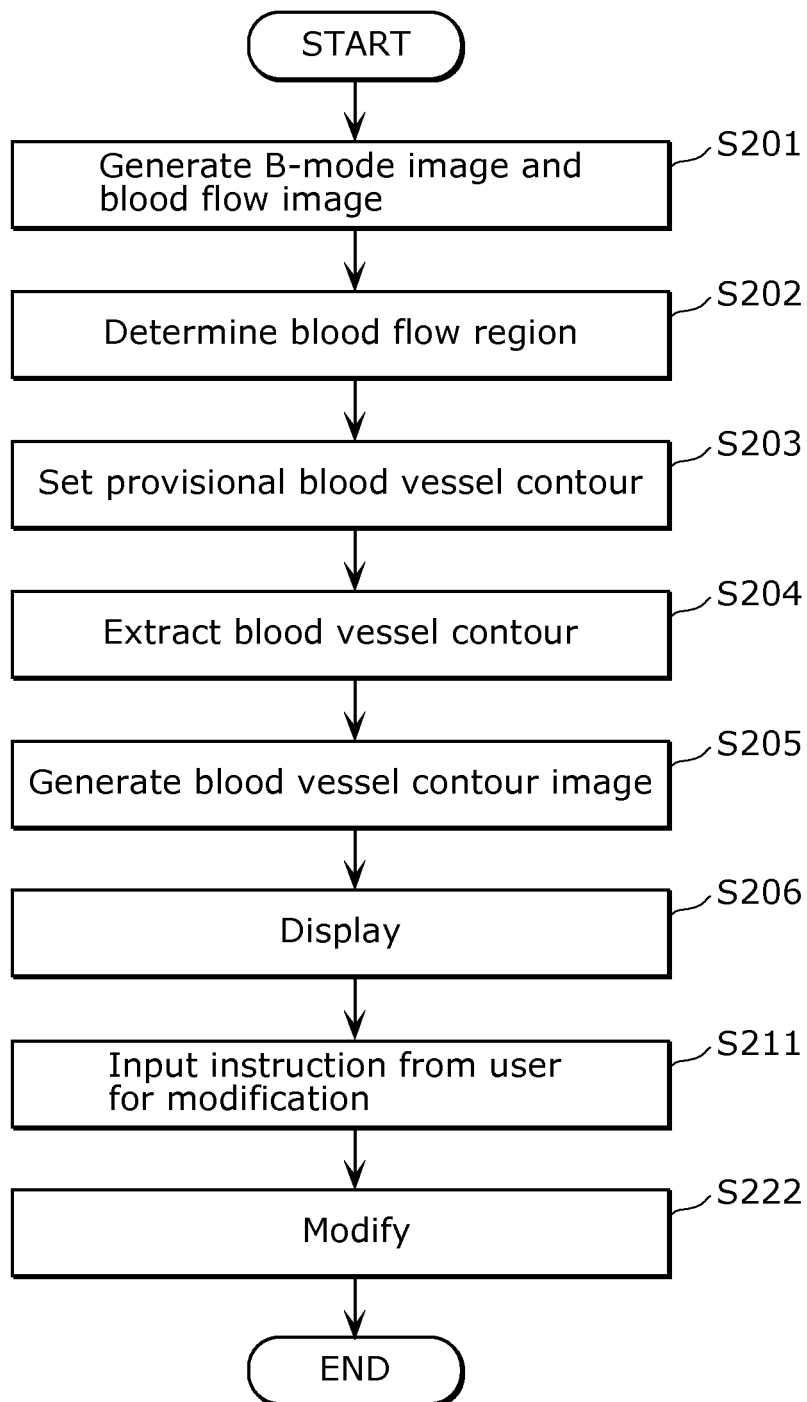 START
S201
Generate B-mode image and
blood flow image
S202
Determine blood flow region
S203
Set provisional blood vessel contour
S204
Extract blood vessel contour
S205
Generate blood vessel contour image
S206
Display
S211
Input instruction from user
for modification
S222
Modify
END